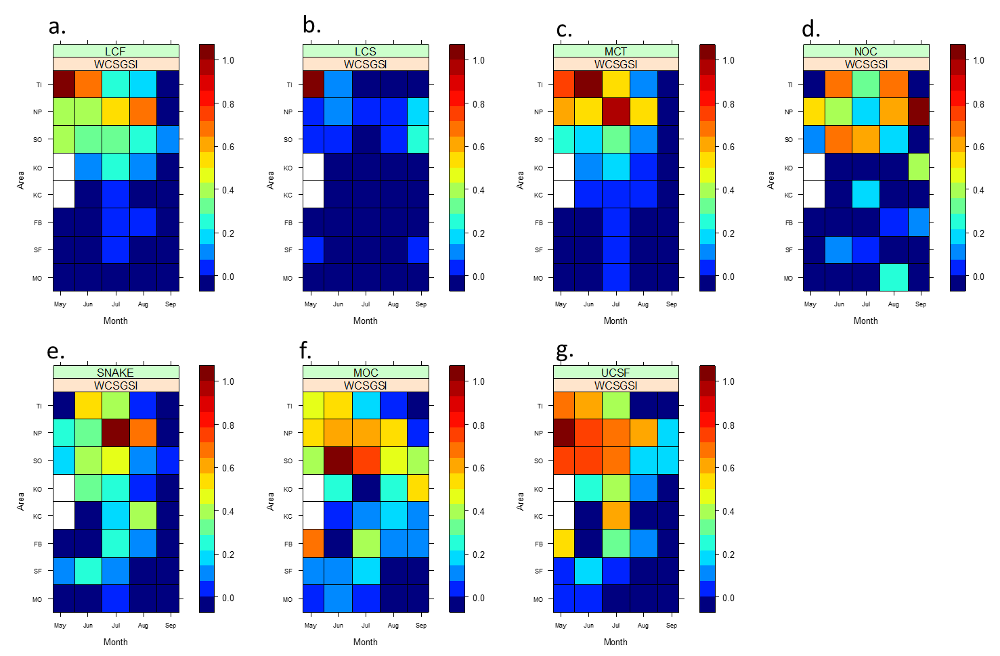 a.
LCF
WCSGSI
TI
NP
SO
KO
KC
FB
SF
MO
Area
May Jun Jul Aug Sep
Month
1.0
0.8
0.6
0.4
0.2
0.0
b.
LCS
WCSGSI
TI
NP
SO
KO
KC
FB
SF
MO
Area
May Jun Jul Aug Sep
Month
1.0
0.8
0.6
0.4
0.2
0.0
c.
MCT
WCSGSI
TI
NP
SO
KO
KC
FB
SF
MO
Area
May Jun Jul Aug Sep
Month
1.0
0.8
0.6
0.4
0.2
0.0
d.
NOC
WCSGSI
TI
NP
SO
KO
KC
FB
SF
MO
Area
May Jun Jul Aug Sep
Month
1.0
0.8
0.6
0.4
0.2
0.0
e.
SNAKE
WCSGSI
TI
NP
SO
KO
KC
FB
SF
MO
Area
May Jun Jul Aug Sep
Month
1.0
0.8
0.6
0.4
0.2
0.0
f.
MOC
WCSGSI
TI
NP
SO
KO
KC
FB
SF
MO
Area
May Jun Jul Aug Sep
Month
1.0
0.8
0.6
0.4
0.2
0.0
g.
UCSF
WCSGSI
TI
NP
SO
KO
KC
FB
SF
MO
Area
May Jun Jul Aug Sep
Month
1.0
0.8
0.6
0.4
0.2
0.0